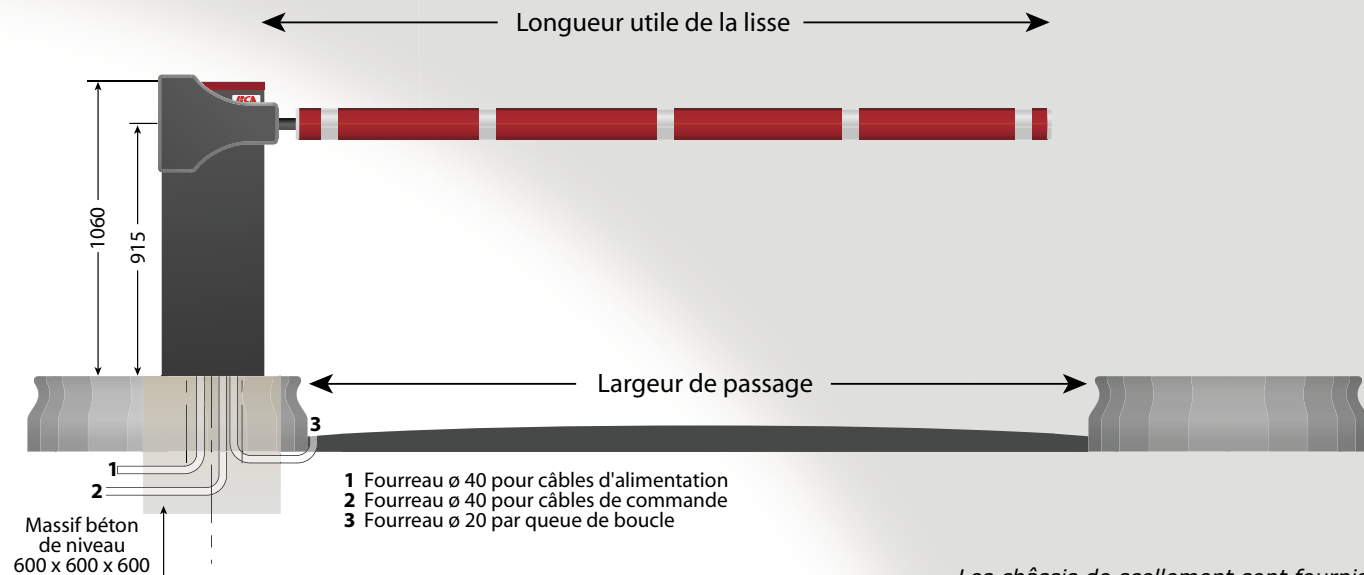 Longueur utile de la lisse
1060
915
Largeur de passage
3
1
2
1 Fourreau ø 40 pour câbles d'alimentation
2 Fourreau ø 40 pour câbles de commande
3 Fourreau ø 20 par queue de boucle
Massif béton
de niveau
600 x 600 x 600